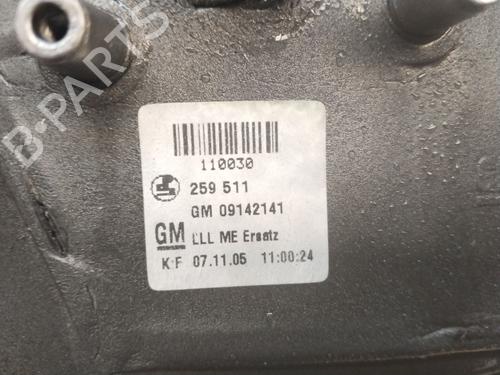 110030
259 511
GM 09142141
GM LLL ME Ersatz
K F 07.11.05 11:00:24
B-PARTS